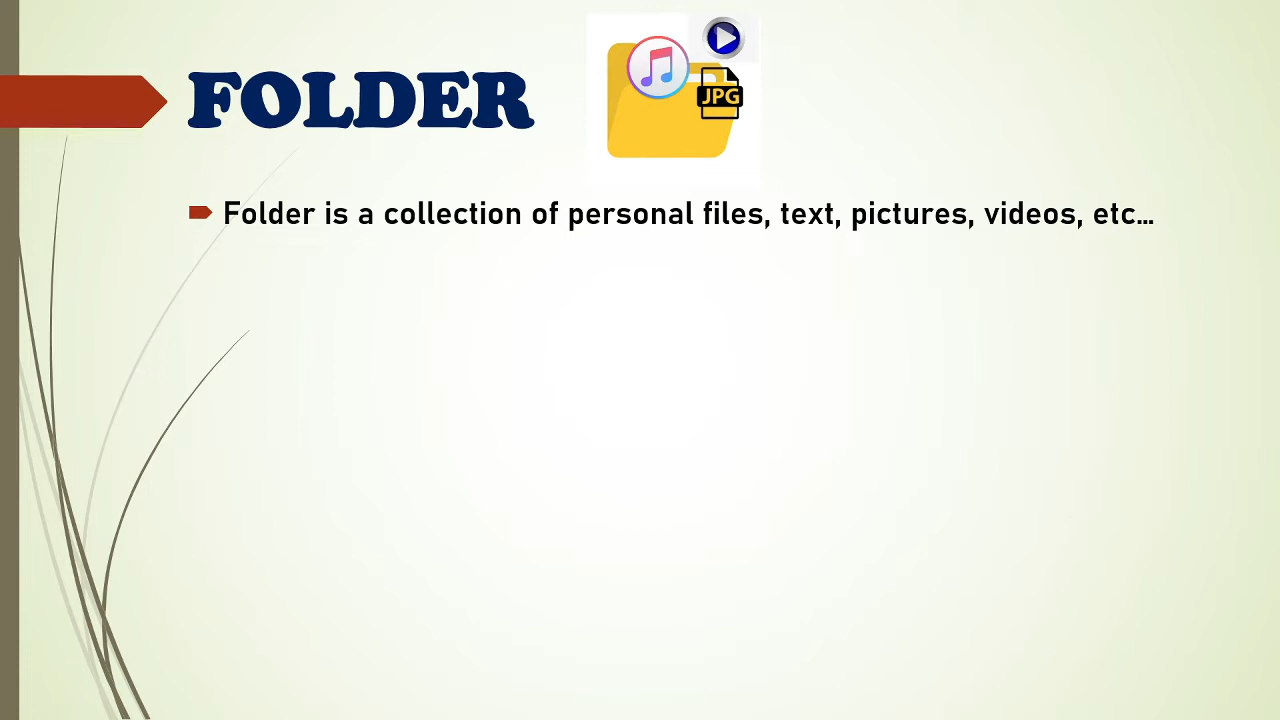 FOLDER
JPG
Folder is a collection of personal files, text, pictures, videos, etc...